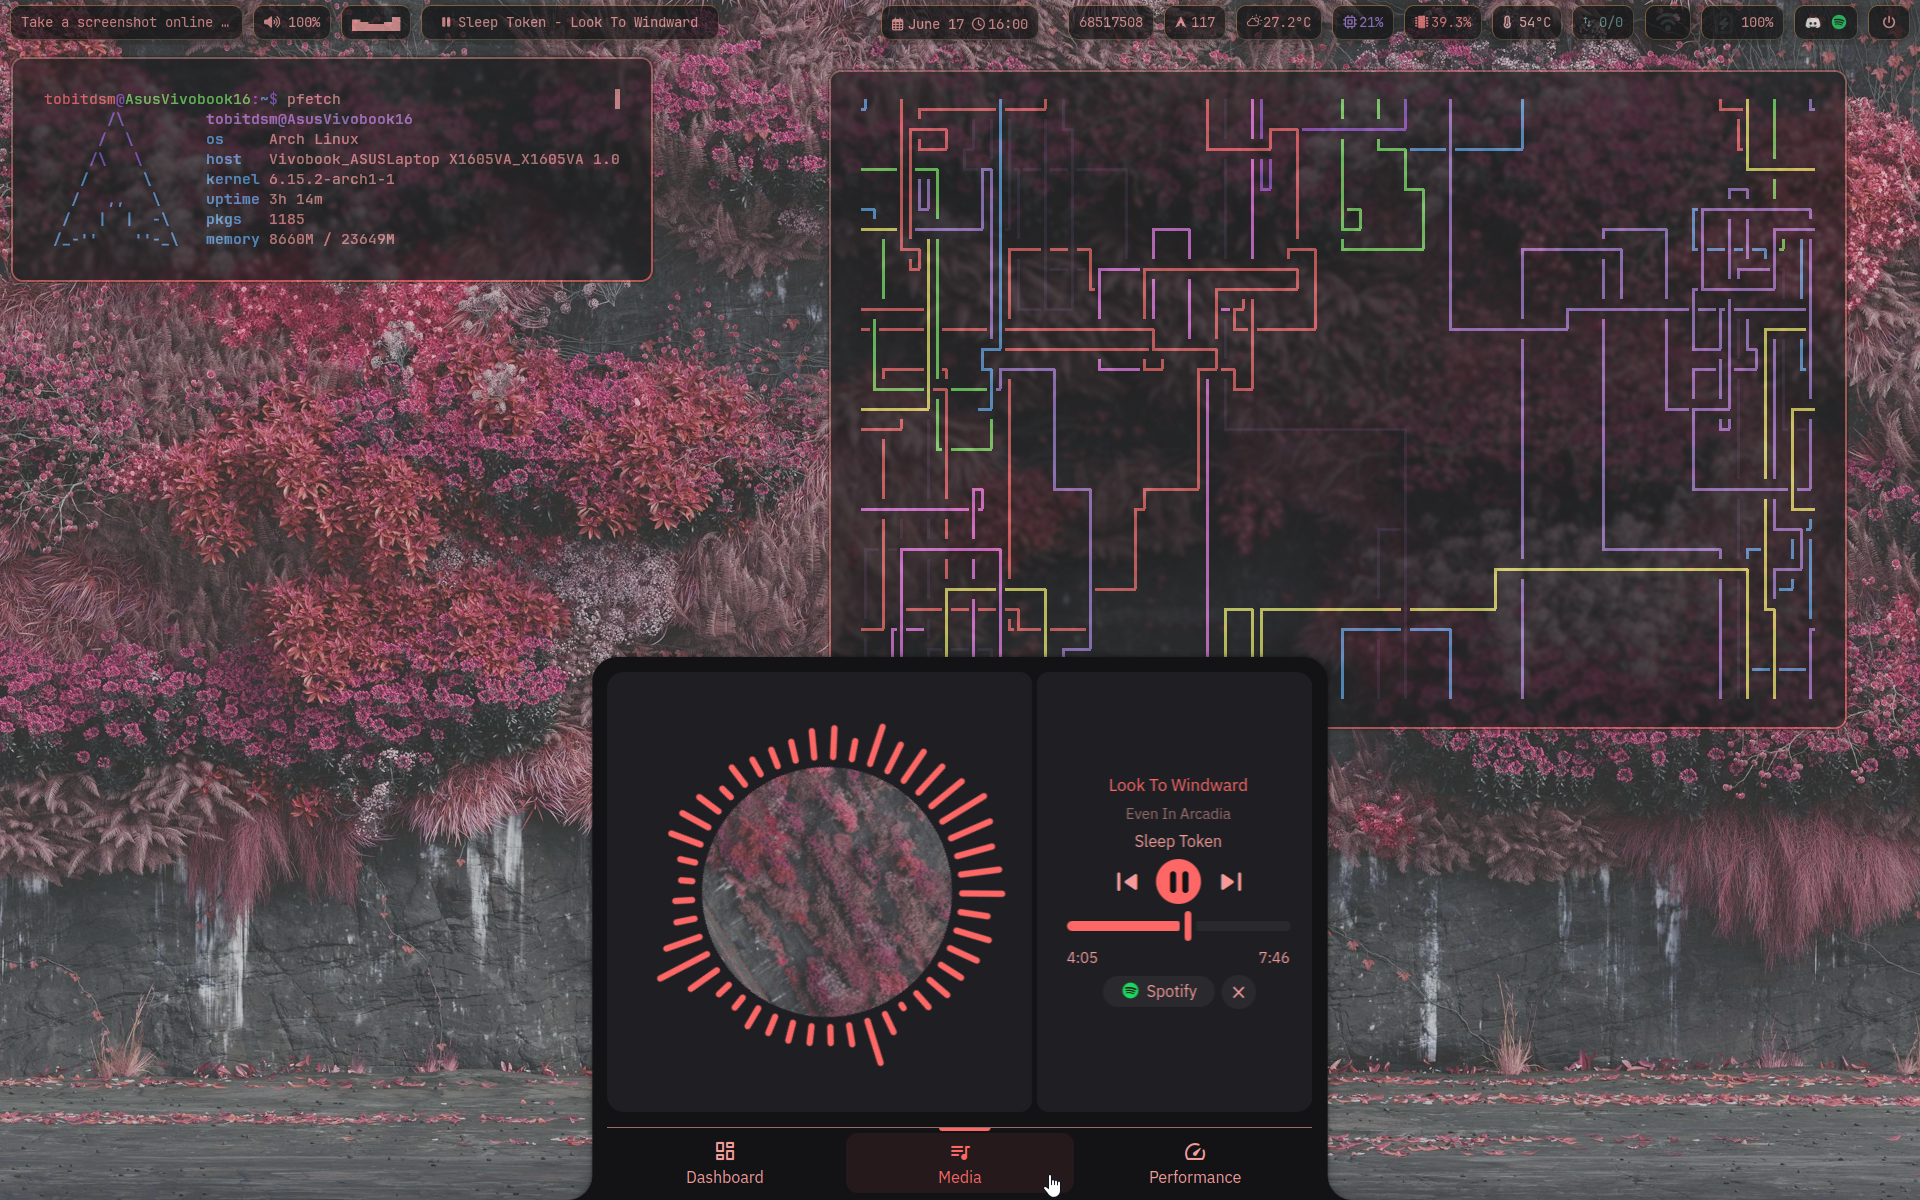 Take a screenshot online …
100%
Sleep Token - Look To Windward
June 17 16:00
68517508
117
27.2°C
21%
39.3%
54°C
0/0
100%
tobitdsm@AsusVivobook16:~$ pfetch
tobitdsm@AsusVivobook16
os Arch Linux
host Vivobook_ASUSLaptop X1605VA_X1605VA 1.0
kernel 6.15.2-arch1-1
uptime 3h 14m
pkgs 1185
memory 8660M / 23649M
Look To Windward
Even In Arcadia
Sleep Token
4:05 7:46
Spotify
Dashboard
Media
Performance